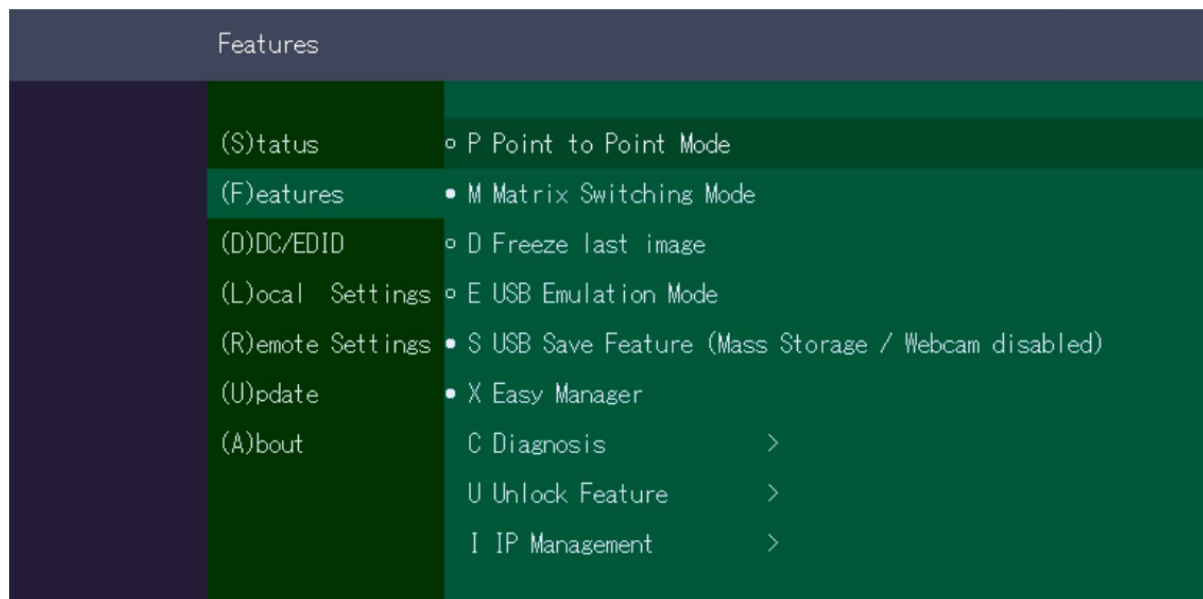 Features
(S)tatus
(F)eatures
(D)DC/EDID
(L)ocal Settings
(R)emote Settings
(U)pdate
(A)bout
P Point to Point Mode
M Matrix Switching Mode
D Freeze last image
E USB Emulation Mode
S USB Save Feature (Mass Storage / Webcam disabled)
X Easy Manager
C Diagnosis >
U Unlock Feature >
I IP Management >